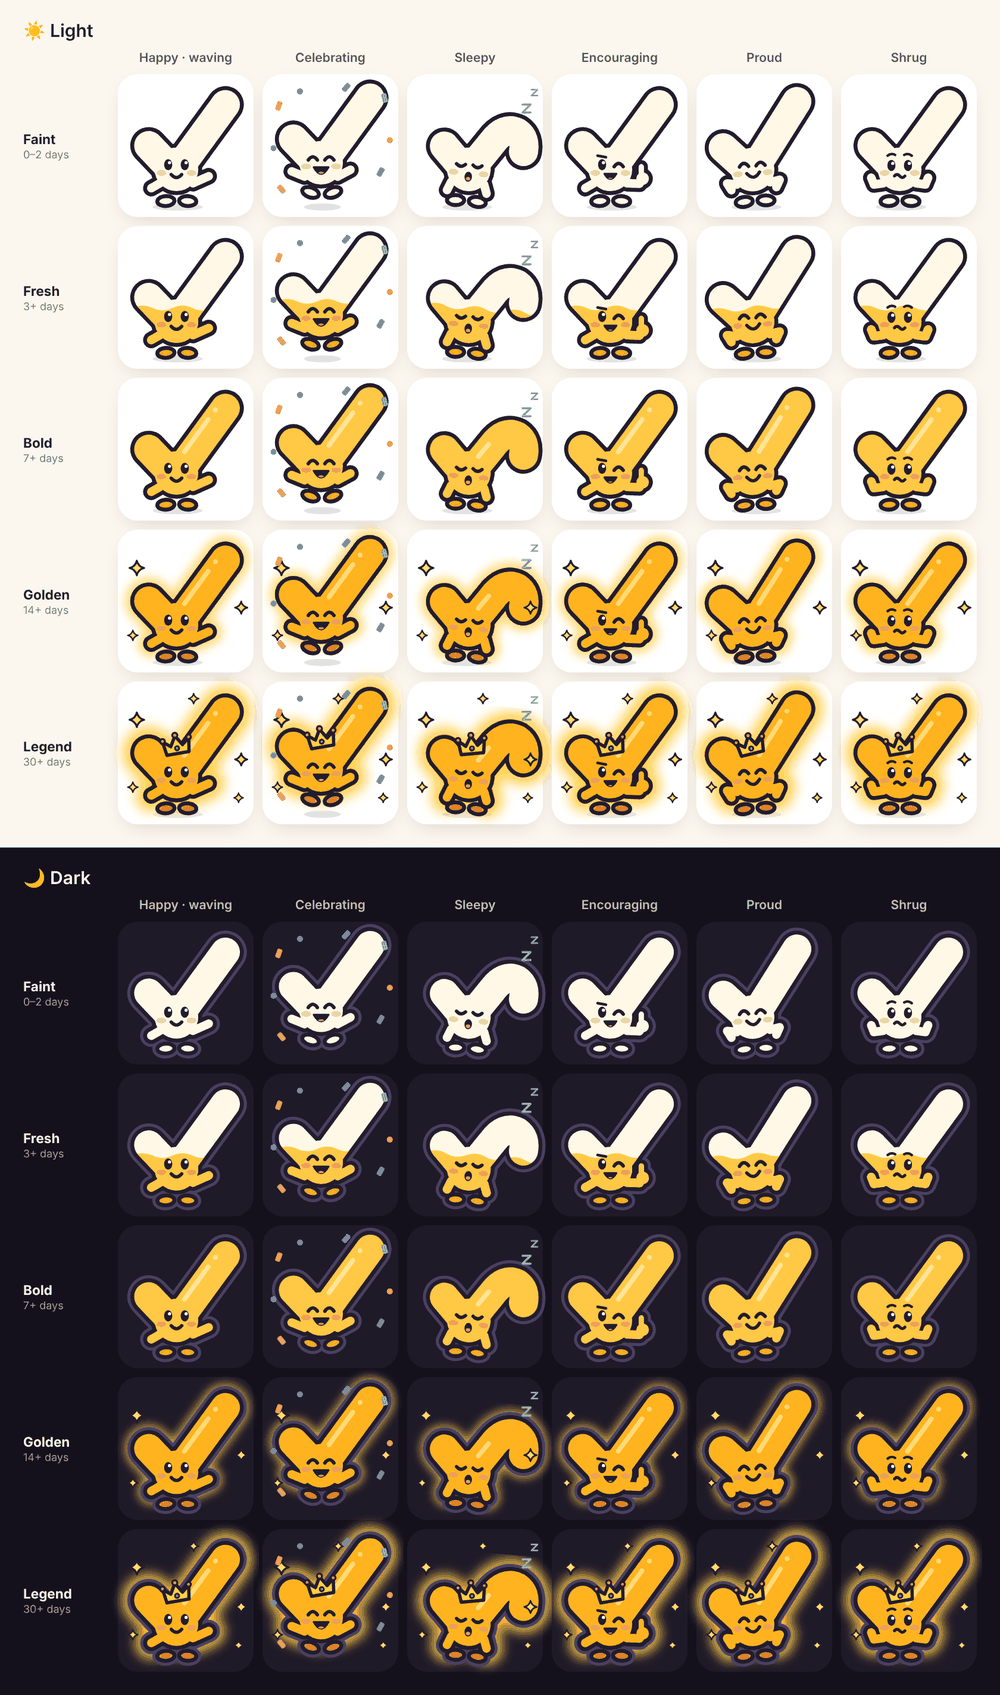 ☀️ Light
Happy · waving Celebrating Sleepy Encouraging Proud Shrug
z
Z
Faint
0–2 days
z
Z
Fresh
3+ days
Bold
7+ days
z
Z
Golden
14+ days
z
Z
Legend
30+ days
🌙 Dark
Happy · waving Celebrating Sleepy Encouraging Proud Shrug
z
Z
Faint
0–2 days
z
Z
Fresh
3+ days
z
Z
Bold
7+ days
z
Z
Golden
14+ days
z
Z
Legend
30+ days